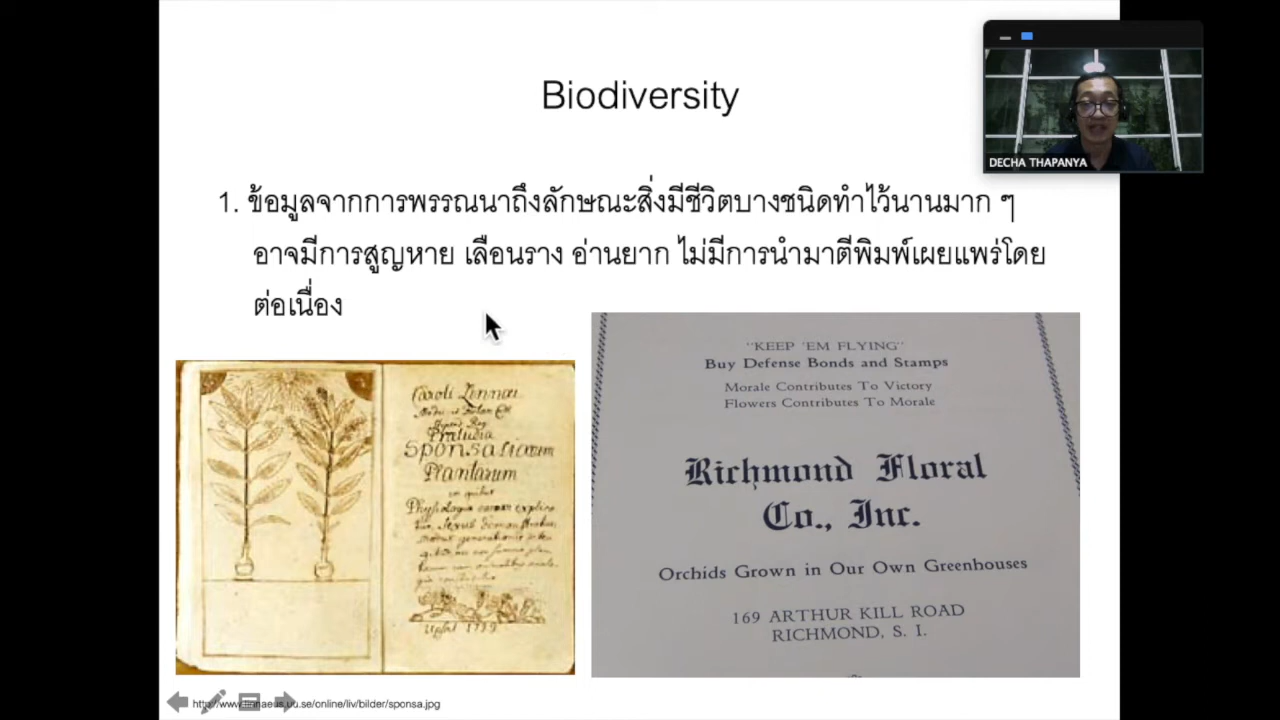 Biodiversity
DECHA THAPANYA
1. ข้อมูลจากการพรรณนาถึงลักษณะสิ่งมีชีวิตบางชนิดทำไว้นานมาก ๆ
อาจมีการสูญหาย เลือนราง อ่านยาก ไม่มีการนำมาตีพิมพ์เผยแพร่โดย
ต่อเนื่อง
Caroli Linnæi
Præludia
Sponsaliorum
Plantarum
in quibus
Physiologia earum explica-
"KEEP 'EM FLYING"
Buy Defense Bonds and Stamps
Morale Contributes To Victory
Flowers Contributes To Morale
Richmond Floral
Co., Inc.
Orchids Grown in Our Own Greenhouses
169 ARTHUR KILL ROAD
RICHMOND, S. I.
http://www.linnaeus.uu.se/online/liv/bilder/sponsa.jpg